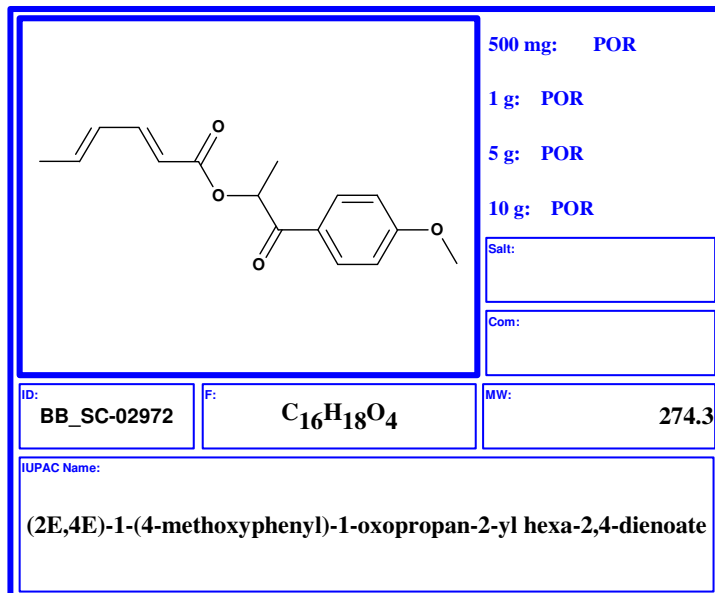 500 mg: POR
1 g: POR
5 g: POR
10 g: POR
O
O
O
O
Salt:
Com:
ID:
BB_SC-02972
F:
C16H18O4
MW:
274.3
IUPAC Name:
(2E,4E)-1-(4-methoxyphenyl)-1-oxopropan-2-yl hexa-2,4-dienoate